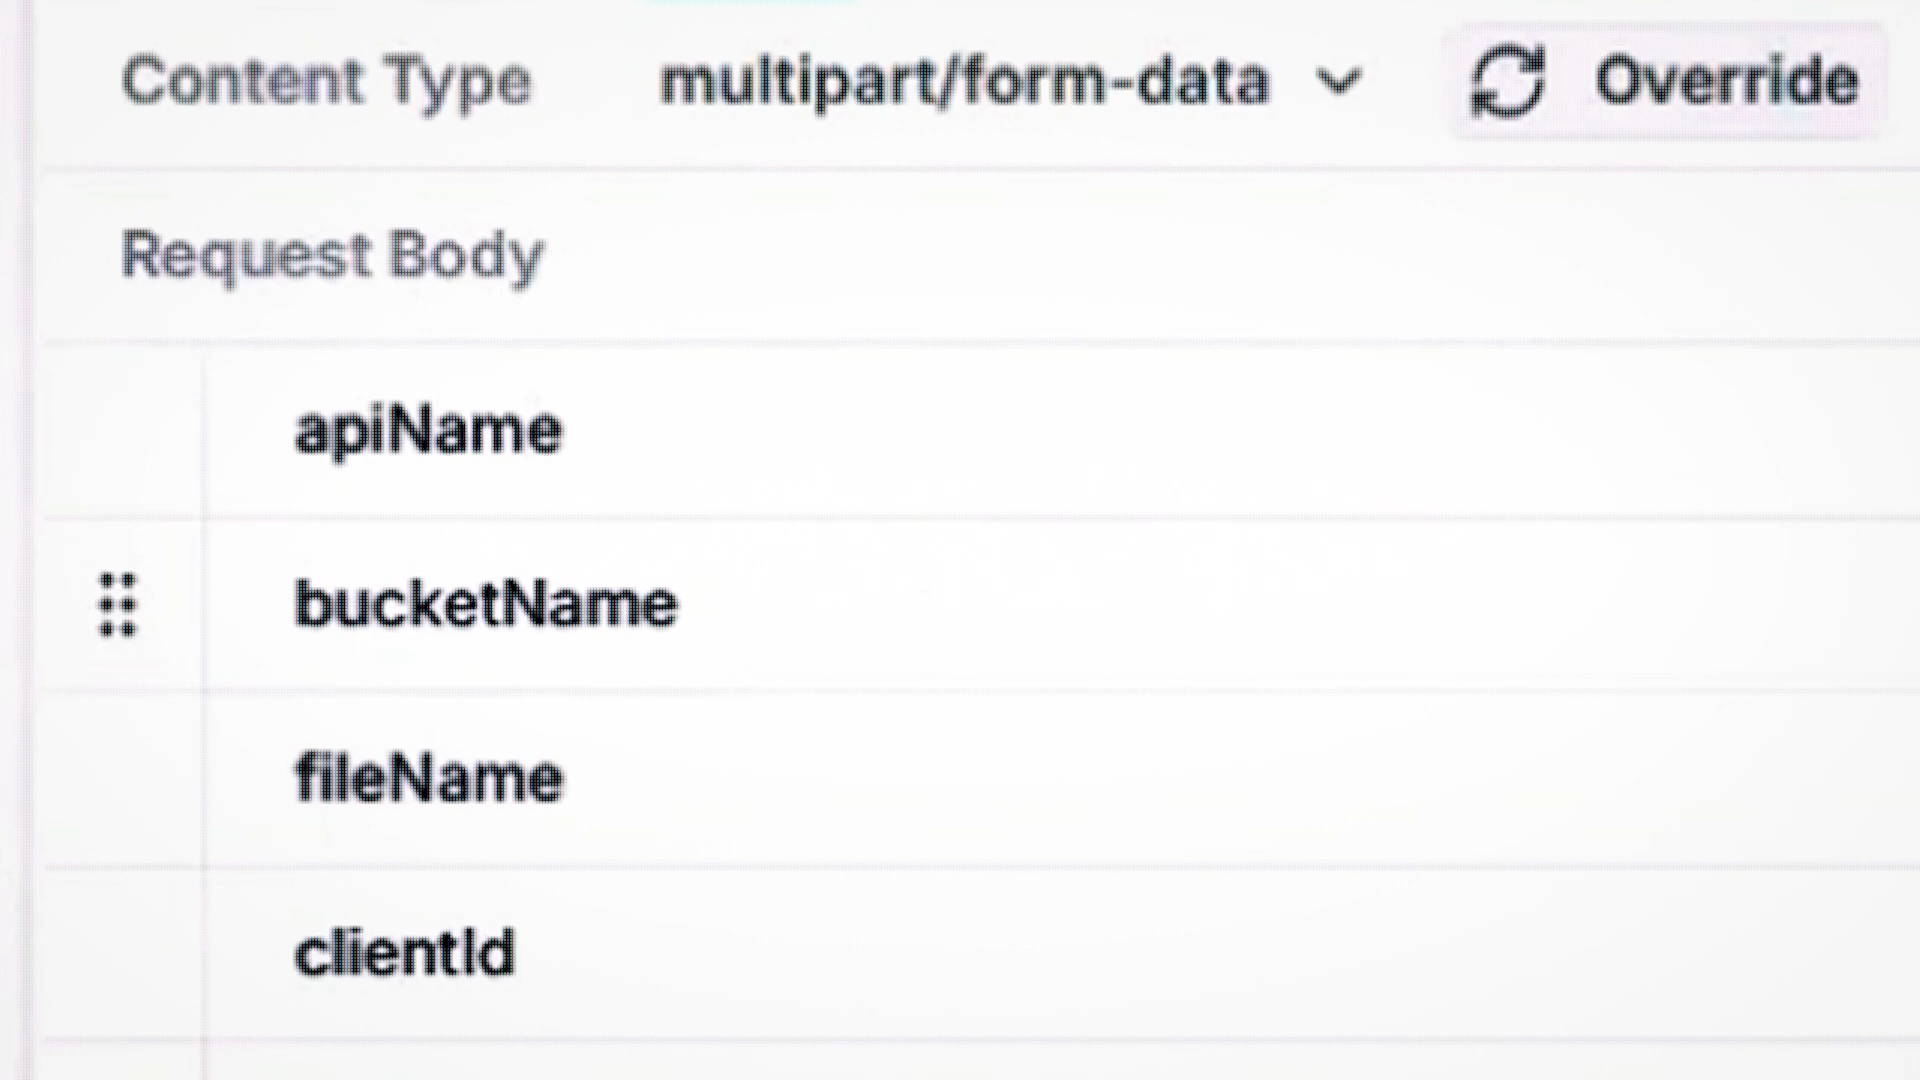 Content Type multipart/form-data Override
Request Body
apiName
bucketName
fileName
clientId